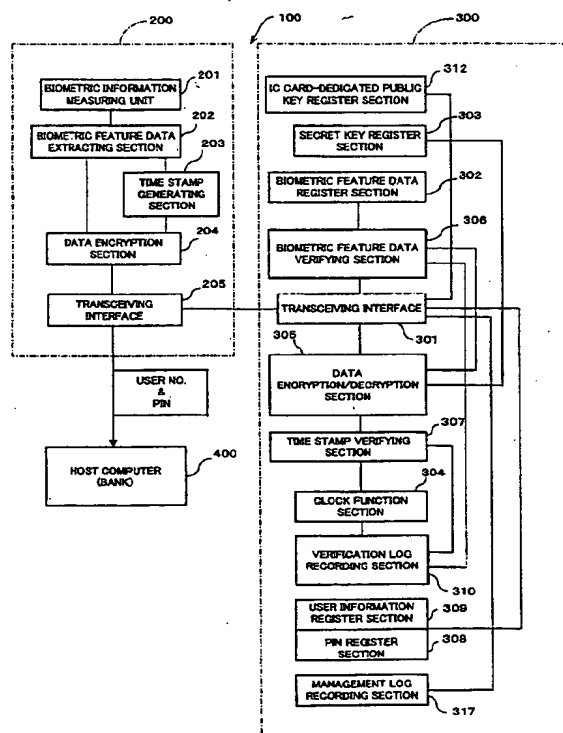 200
100
300
BIOMETRIC INFORMATION
MEASURING UNIT
201
BIOMETRIC FEATURE DATA
EXTRACTING SECTION
202
203
TIME STAMP
GENERATING
SECTION
DATA ENCRYPTION
SECTION
204
TRANSCEIVING
INTERFACE
205
USER NO.
&
PIN
HOST COMPUTER
(BANK)
400
IC CARD-DEDICATED PUBLIC
KEY REGISTER SECTION
312
SECRET KEY REGISTER
SECTION
303
BIOMETRIC FEATURE DATA
REGISTER SECTION
302
306
BIOMETRIC FEATURE DATA
VERIFYING SECTION
TRANSCEIVING INTERFACE
301
305
DATA
ENCRYPTION/DECRYPTION
SECTION
307
TIME STAMP VERIFYING
SECTION
304
CLOCK FUNCTION
SECTION
VERIFICATION LOG
RECORDING SECTION
310
USER INFORMATION
REGISTER SECTION
309
PIN REGISTER
SECTION
308
MANAGEMENT LOG
RECORDING SECTION
317